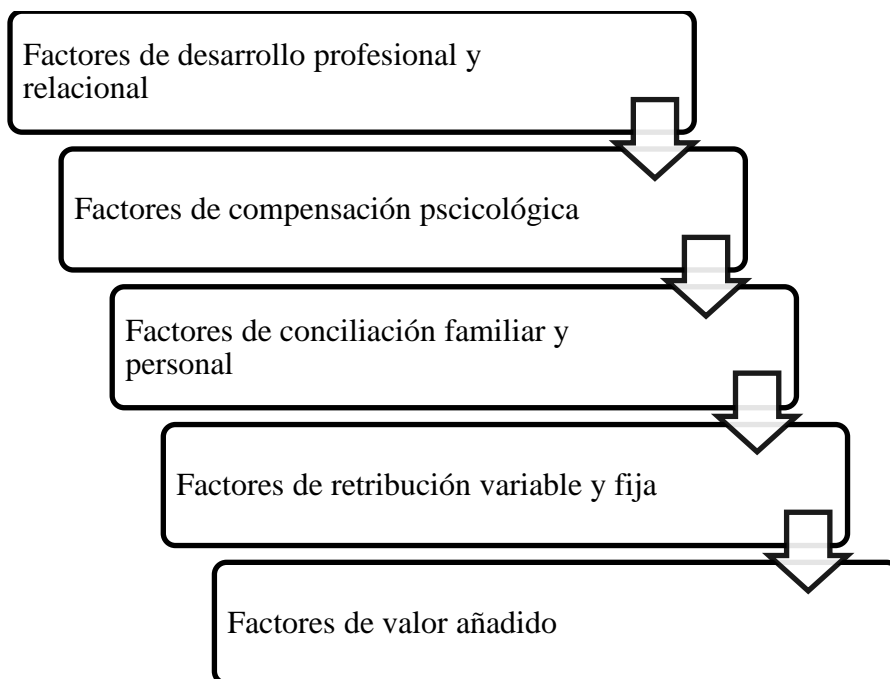 Factores de desarrollo profesional y
relacional
Factores de compensación pscicológica
Factores de conciliación familiar y
personal
Factores de retribución variable y fija
Factores de valor añadido